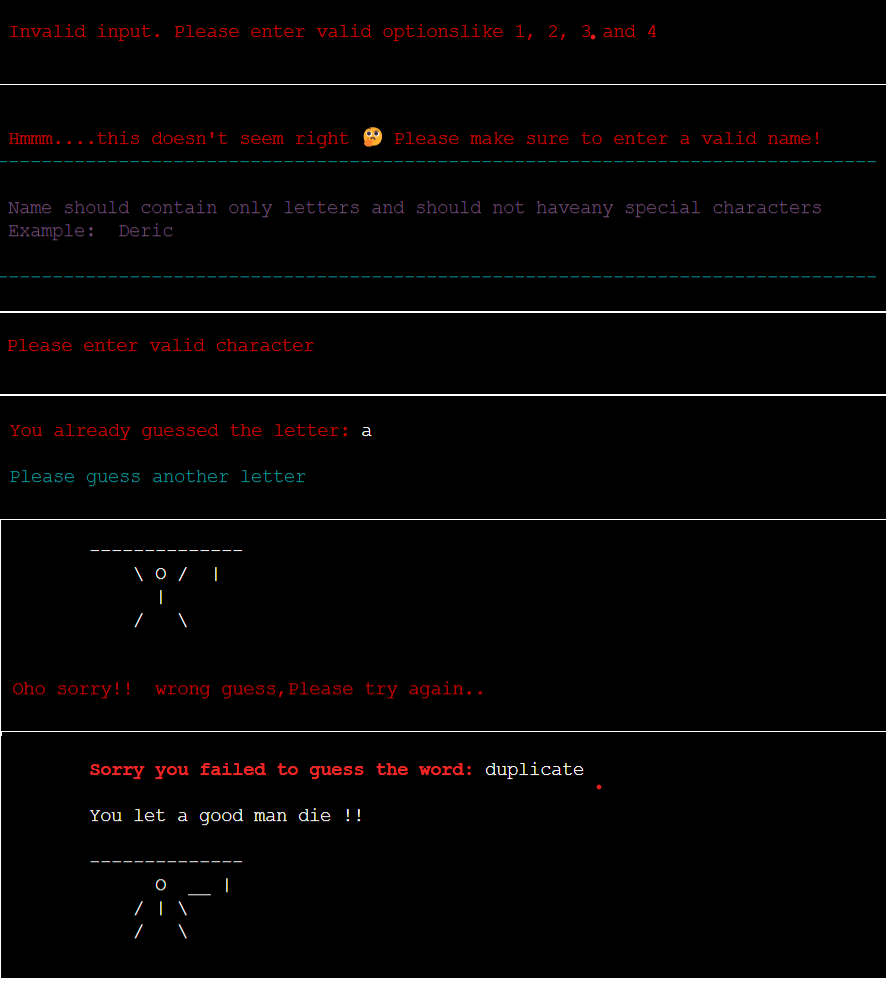 Invalid input. Please enter valid optionslike 1, 2, 3 and 4
Hmmm....this doesn't seem right 🤔 Please make sure to enter a valid name!
--------------------------------------------------------------------------------
Name should contain only letters and should not haveany special characters
Example:  Deric
--------------------------------------------------------------------------------
Please enter valid character
You already guessed the letter: a
Please guess another letter
--------------
\ O /  |
|
/   \
Oho sorry!!  wrong guess,Please try again..
Sorry you failed to guess the word: duplicate
You let a good man die !!
--------------
O  __ |
/ | \
/   \